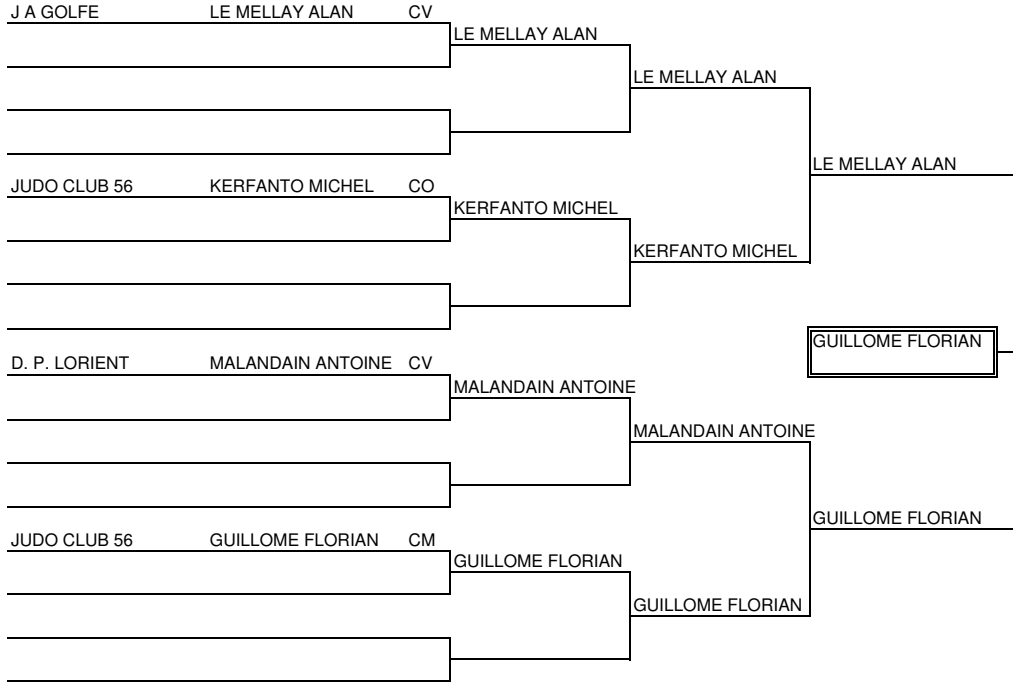 J A GOLFE LE MELLAY ALAN CV
LE MELLAY ALAN
LE MELLAY ALAN
LE MELLAY ALAN
JUDO CLUB 56 KERFANTO MICHEL CO
KERFANTO MICHEL
KERFANTO MICHEL
GUILLOME FLORIAN
D. P. LORIENT MALANDAIN ANTOINE CV
MALANDAIN ANTOINE
MALANDAIN ANTOINE
GUILLOME FLORIAN
JUDO CLUB 56 GUILLOME FLORIAN CM
GUILLOME FLORIAN
GUILLOME FLORIAN